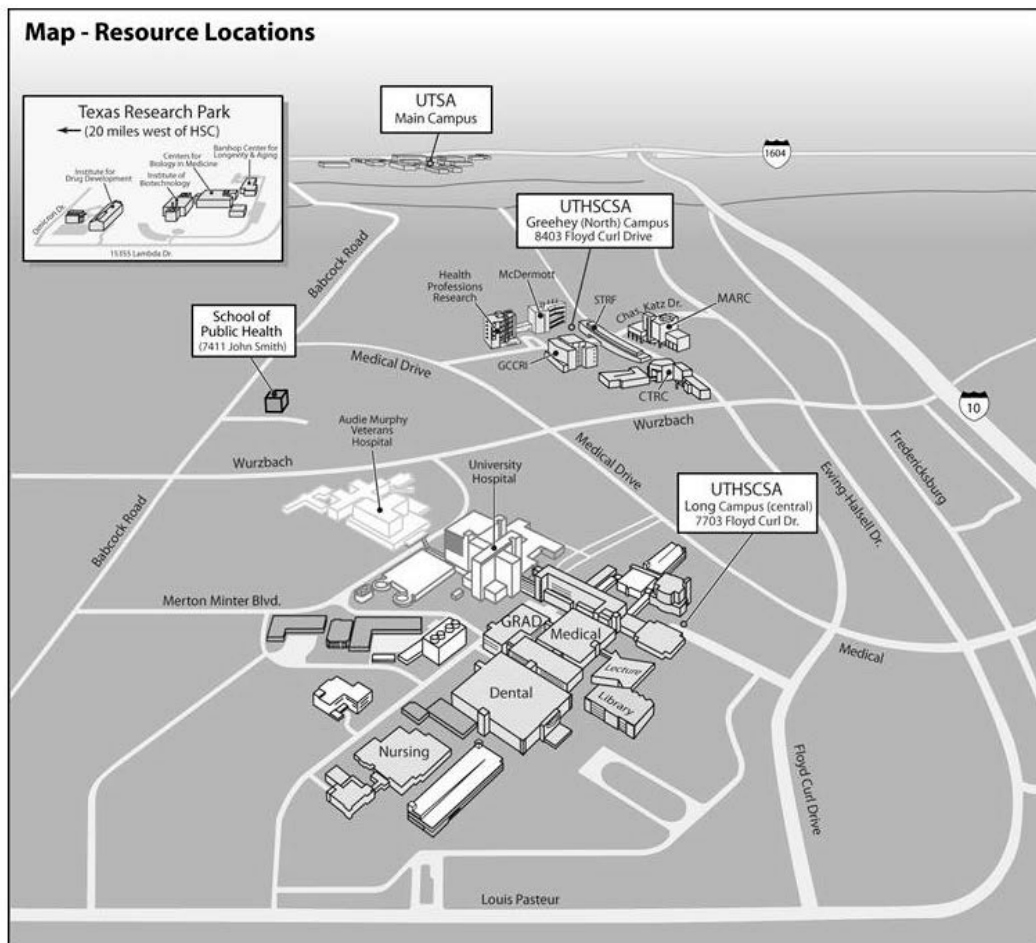 Map - Resource Locations
UTSA
Main Campus
1604
Texas Research Park
(20 miles west of HSC)
Barshop Center for
Longevity & Aging
Centers for
Biology in Medicine
Institute of
Biotechnology
Institute for
Drug Development
Omicron Dr.
15355 Lambda Dr.
Babcock Road
UTHSCSA
Greehey (North) Campus
8403 Floyd Curl Drive
Health
Professions
Research
McDermott
STRF
Chas. Katz Dr.
MARC
GCCRI
CTRC
School of
Public Health
(7411 John Smith)
Medical Drive
10
Wurzbach
Fredericksburg
Audie Murphy
Veterans
Hospital
Wurzbach
University
Hospital
Medical Drive
UTHSCSA
Long Campus (central)
7703 Floyd Curl Dr.
Ewing-Halsell Dr.
Babcock Road
Merton Minter Blvd.
GRAD
Medical
Medical
Lecture
Library
Dental
Nursing
Floyd Curl Drive
Louis Pasteur